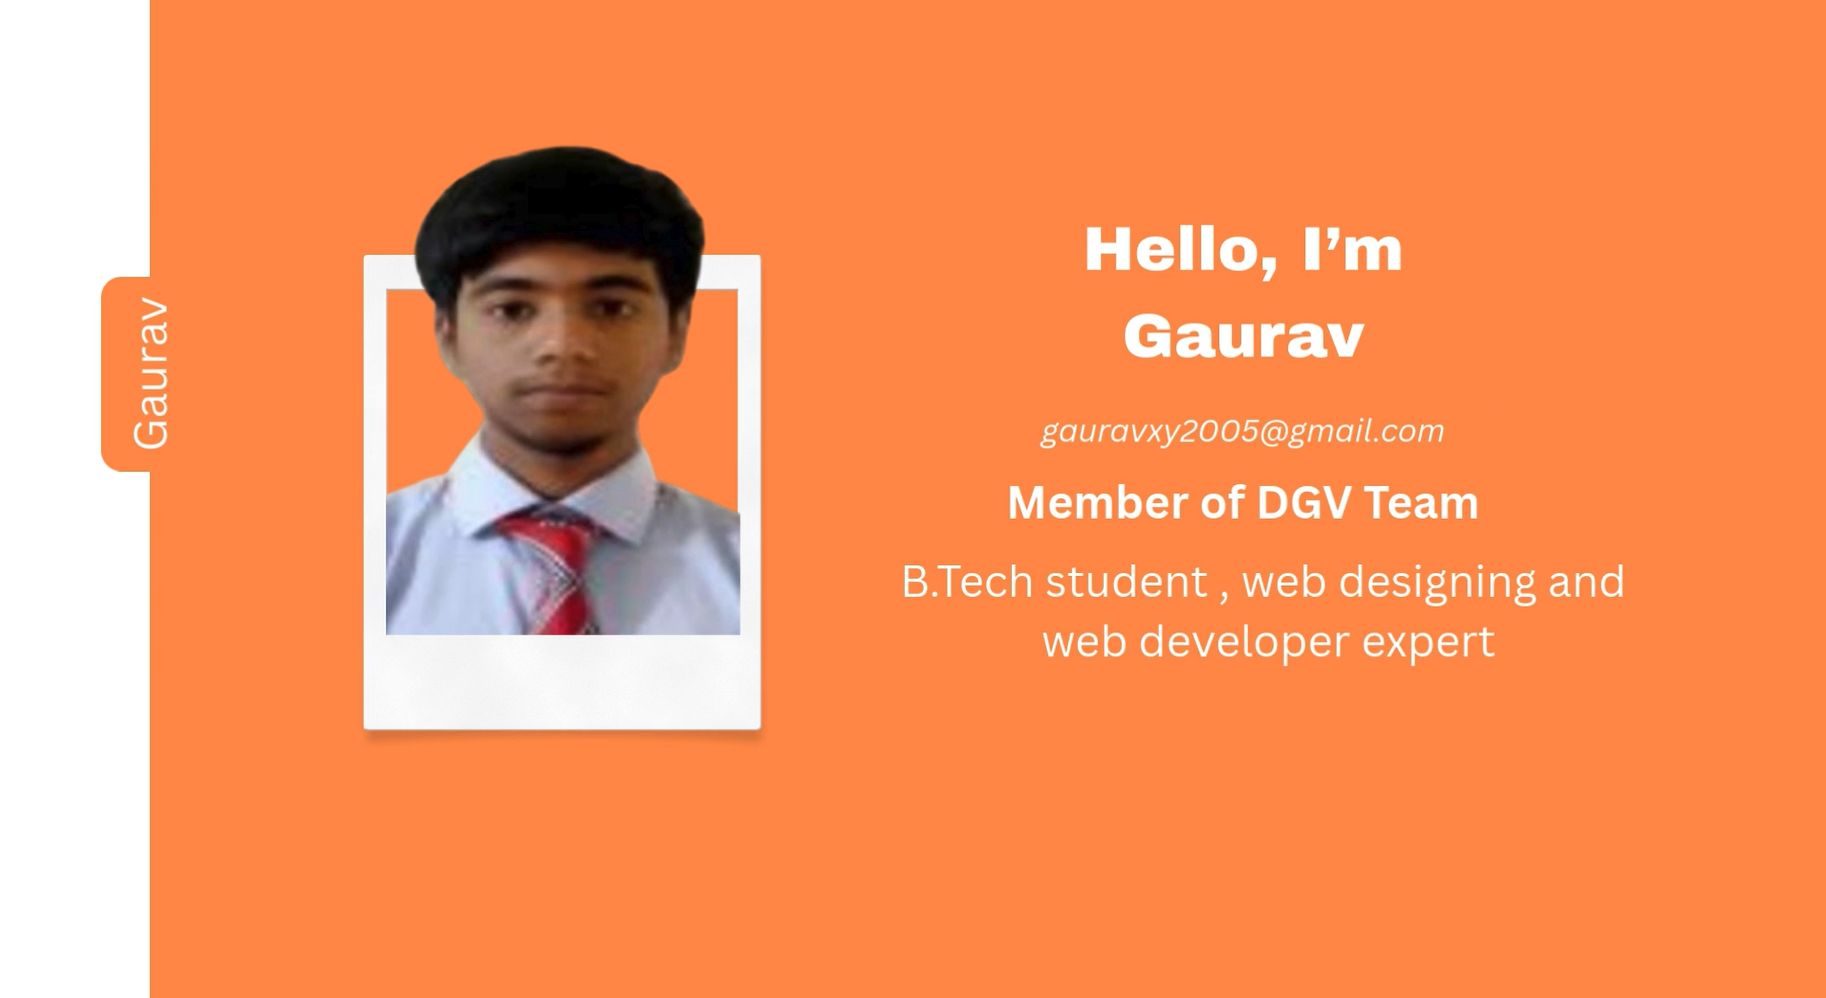 Gaurav
Hello, I’m
Gaurav
gauravxy2005@gmail.com
Member of DGV Team
B.Tech student , web designing and
web developer expert